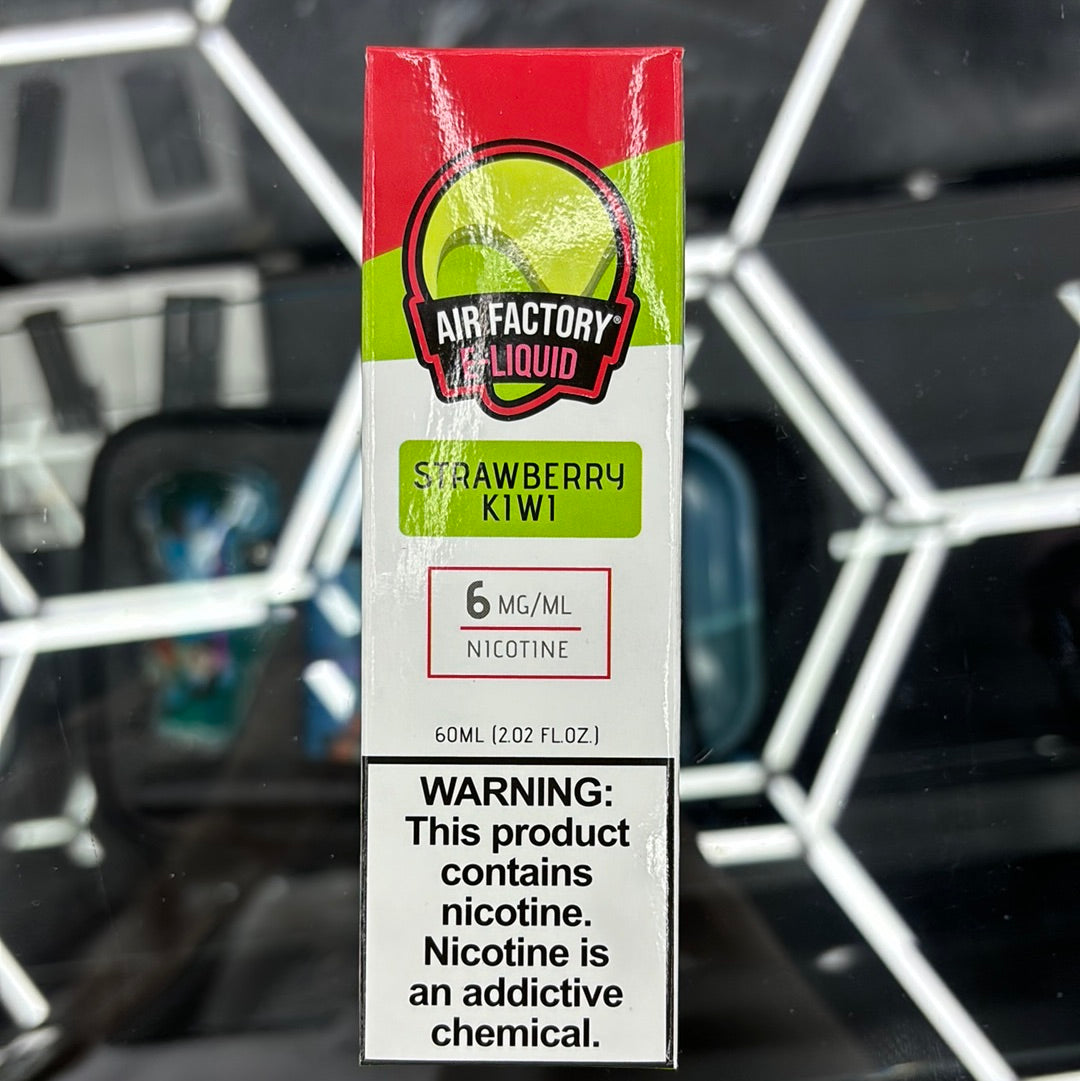 AIR FACTORY®
E-LIQUID
STRAWBERRY
KIWI
6 MG/ML
NICOTINE
60ML (2.02 FL.OZ.)
WARNING:
This product
contains
nicotine.
Nicotine is
an addictive
chemical.